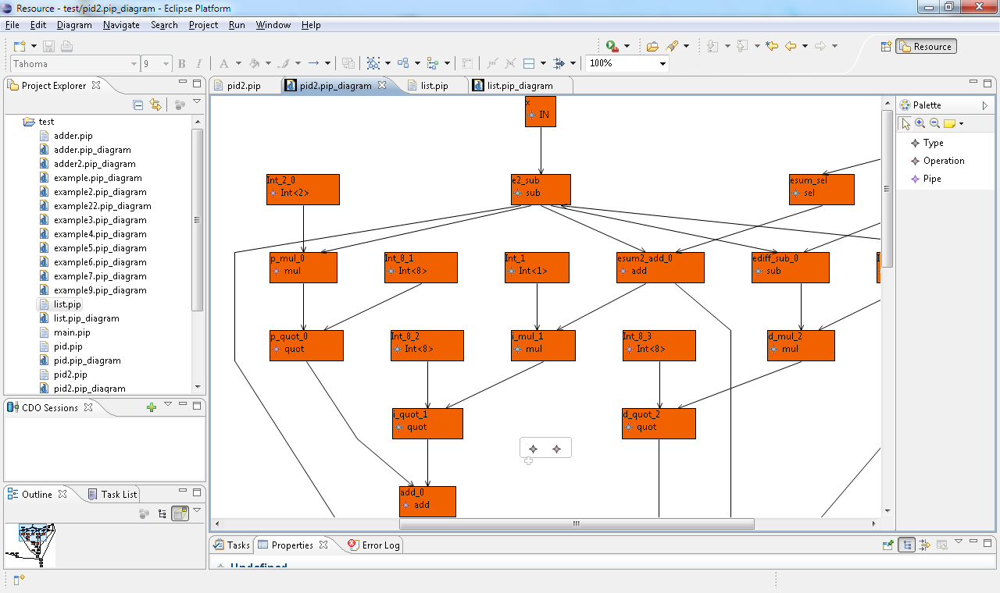 Resource - test/pid2.pip_diagram - Eclipse Platform
File Edit Diagram Navigate Search Project Run Window Help
Resource
Tahoma 9 B I A 100%
Project Explorer
test
adder.pip
adder.pip_diagram
adder2.pip_diagram
example.pip_diagram
example2.pip_diagram
example22.pip_diagram
example3.pip_diagram
example4.pip_diagram
example5.pip_diagram
example6.pip_diagram
example7.pip_diagram
example9.pip_diagram
list.pip
list.pip_diagram
main.pip
pid.pip
pid.pip_diagram
pid2.pip
pid2.pip_diagram
CDO Sessions
Outline Task List
pid2.pip pid2.pip_diagram list.pip list.pip_diagram
x
IN
Int_2_0
Int<2>
e2_sub
sub
esum_sel
sel
p_mul_0
mul
Int_8_1
Int<8>
Int_1
Int<1>
esum2_add_0
add
ediff_sub_0
sub
p_quot_0
quot
Int_8_2
Int<8>
i_mul_1
mul
Int_8_3
Int<8>
d_mul_2
mul
i_quot_1
quot
d_quot_2
quot
add_0
add
Palette
Type
Operation
Pipe
Tasks Properties Error Log
Undefined